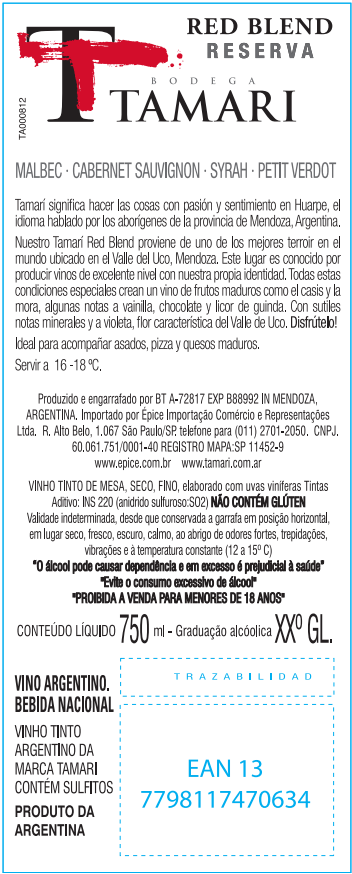 RED BLEND
RESERVA
BODEGA
TAMARI
TA000812
MALBEC · CABERNET SAUVIGNON · SYRAH · PETIT VERDOT
Tamarí significa hacer las cosas con pasión y sentimiento en Huarpe, el
idioma hablado por los aborígenes de la provincia de Mendoza, Argentina.
Nuestro Tamarí Red Blend proviene de uno de los mejores terroir en el
mundo ubicado en el Valle del Uco, Mendoza. Este lugar es conocido por
producir vinos de excelente nivel con nuestra propia identidad. Todas estas
condiciones especiales crean un vino de frutos maduros como el casis y la
mora, algunas notas a vainilla, chocolate y licor de guinda. Con sutiles
notas minerales y a violeta, flor característica del Valle de Uco. Disfrútelo!
Ideal para acompañar asados, pizza y quesos maduros.
Servir a 16 -18 ºC.
Produzido e engarrafado por BT A-72817 EXP B88992 IN MENDOZA,
ARGENTINA. Importado por Épice Importação Comércio e Representações
Ltda. R. Alto Belo, 1.067 São Paulo/SP. telefone para (011) 2701-2050. CNPJ.
60.061.751/0001-40 REGISTRO MAPA:SP 11452-9
www.epice.com.br www.tamari.com.ar
VINHO TINTO DE MESA, SECO, FINO, elaborado com uvas viníferas Tintas
Aditivo: INS 220 (anidrido sulfuroso:SO2) NÃO CONTÉM GLÚTEN
Validade indeterminada, desde que conservada a garrafa em posição horizontal,
em lugar seco, fresco, escuro, calmo, ao abrigo de odores fortes, trepidações,
vibrações e à temperatura constante (12 a 15º C)
"O álcool pode causar dependência e em excesso é prejudicial à saúde"
"Evite o consumo excessivo de álcool"
"PROIBIDA A VENDA PARA MENORES DE 18 ANOS"
CONTEÚDO LÍQUIDO 750 ml - Graduação alcóolica XXº GL.
TRAZABILIDAD
VINO ARGENTINO.
BEBIDA NACIONAL
VINHO TINTO
ARGENTINO DA
MARCA TAMARI
CONTÉM SULFITOS
PRODUTO DA
ARGENTINA
EAN 13
7798117470634